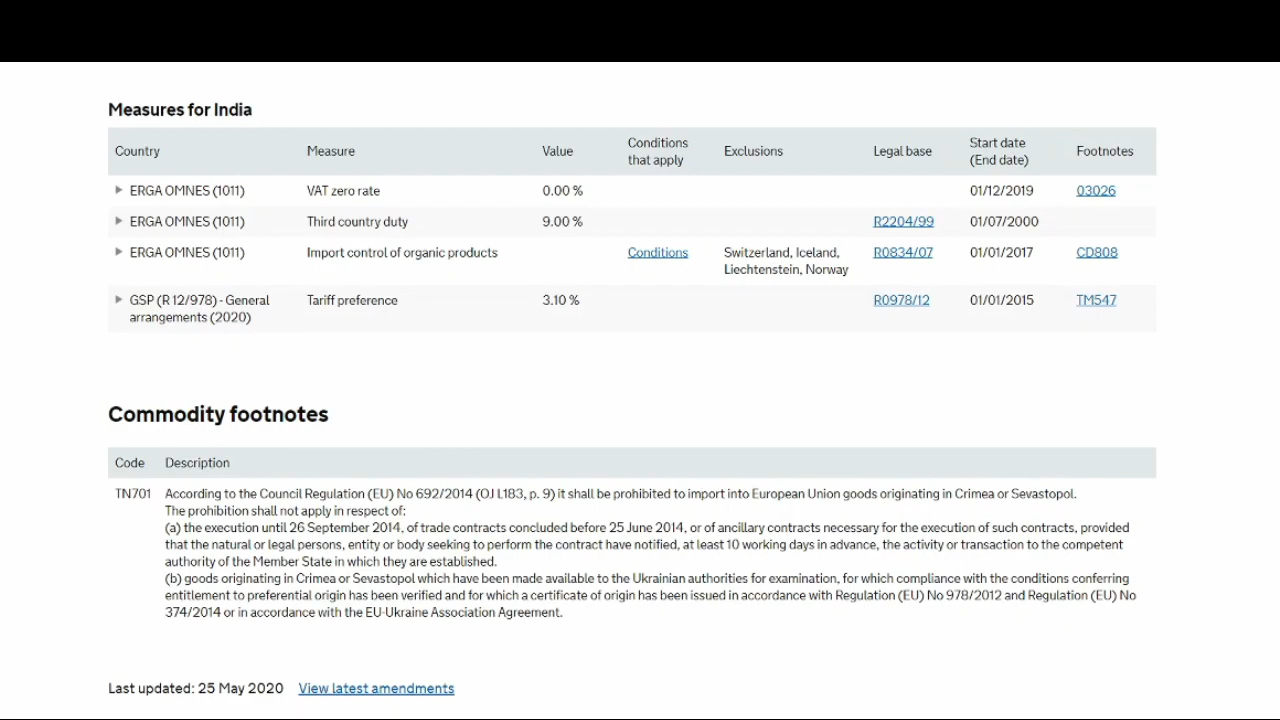 Measures for India
Country Measure Value Conditions that apply Exclusions Legal base Start date (End date) Footnotes
ERGA OMNES (1011) VAT zero rate 0.00 % 01/12/2019 03026
ERGA OMNES (1011) Third country duty 9.00 % R2204/99 01/07/2000
ERGA OMNES (1011) Import control of organic products Conditions Switzerland, Iceland, Liechtenstein, Norway R0834/07 01/01/2017 CD808
GSP (R 12/978) - General arrangements (2020) Tariff preference 3.10 % R0978/12 01/01/2015 TM547
Commodity footnotes
Code Description
TN701 According to the Council Regulation (EU) No 692/2014 (OJ L183, p. 9) it shall be prohibited to import into European Union goods originating in Crimea or Sevastopol.
The prohibition shall not apply in respect of:
(a) the execution until 26 September 2014, of trade contracts concluded before 25 June 2014, or of ancillary contracts necessary for the execution of such contracts, provided
that the natural or legal persons, entity or body seeking to perform the contract have notified, at least 10 working days in advance, the activity or transaction to the competent
authority of the Member State in which they are established.
(b) goods originating in Crimea or Sevastopol which have been made available to the Ukrainian authorities for examination, for which compliance with the conditions conferring
entitlement to preferential origin has been verified and for which a certificate of origin has been issued in accordance with Regulation (EU) No 978/2012 and Regulation (EU) No
374/2014 or in accordance with the EU-Ukraine Association Agreement.
Last updated: 25 May 2020 View latest amendments